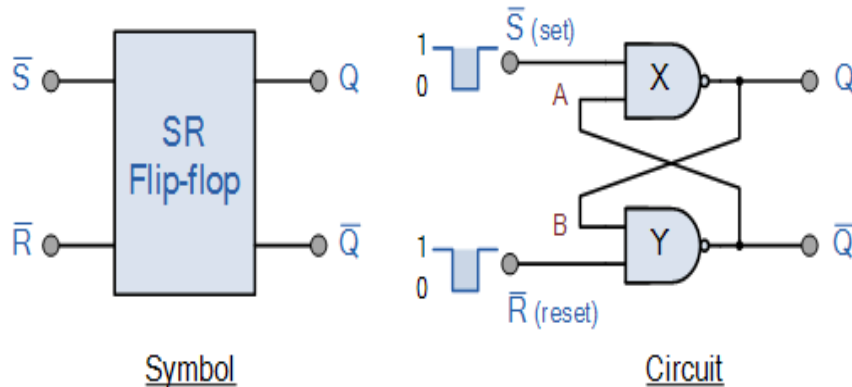 S̅ Q
SR
Flip-flop
R̅ Q̅
Symbol
1
0
S̅ (set)
A
X
Q
B
Y
1
0
R̅ (reset)
Q̅
Circuit